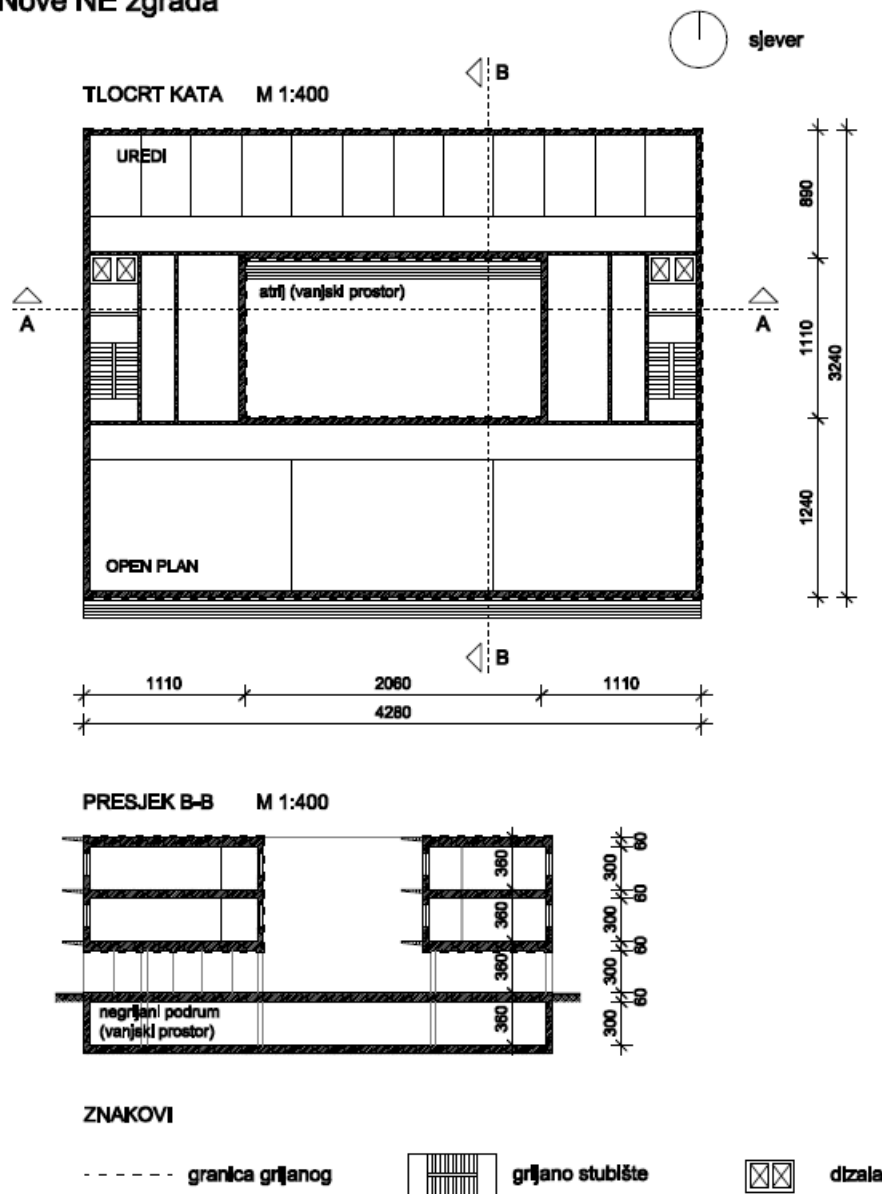 Nove NE zgrada
sjever
B
TLOCRT KATA M 1:400
UREDI
890
atrij (vanjski prostor)
A
A
1110
3240
1240
OPEN PLAN
B
1110
2060
1110
4280
PRESJEK B-B M 1:400
360
300
60
360
300
60
360
300
60
360
300
60
negrijani podrum
(vanjski prostor)
ZNAKOVI
granica grijanog
grijano stubište
dizala